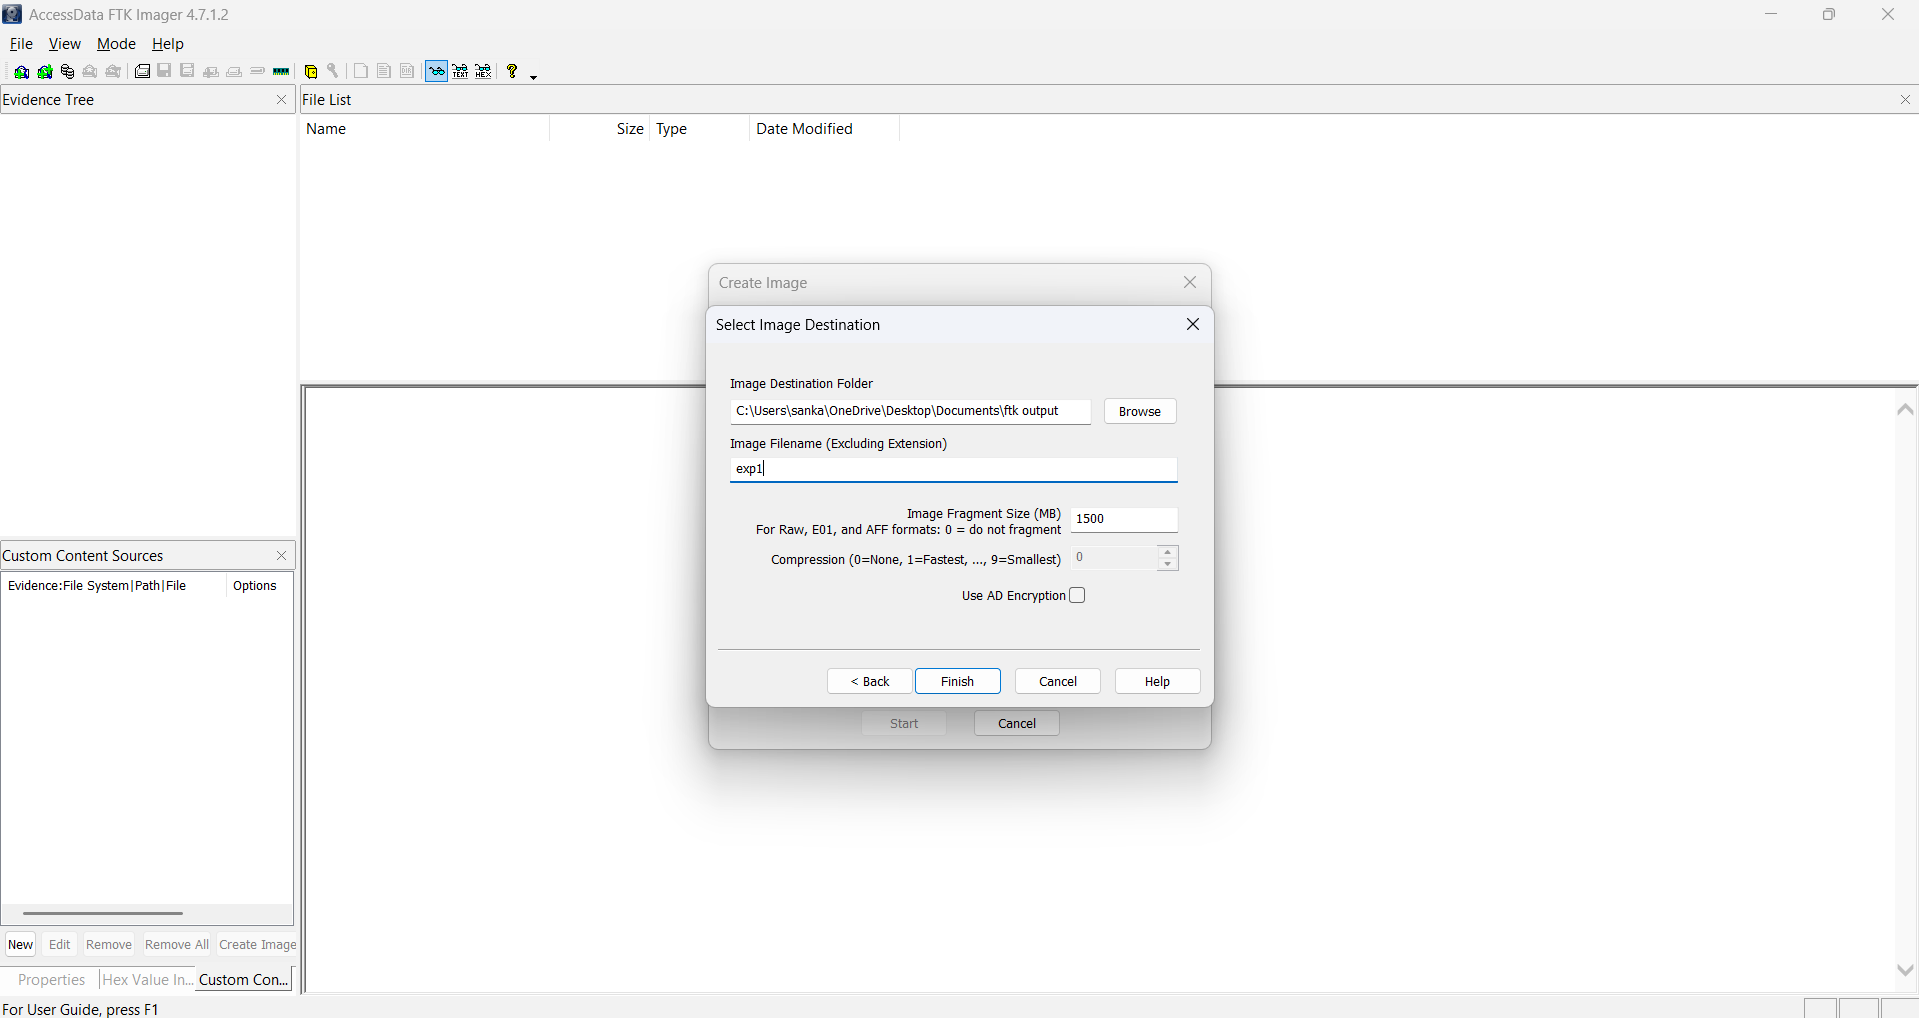 AccessData FTK Imager 4.7.1.2
File View Mode Help
TEXT HEX ?
Evidence Tree
File List
Name Size Type Date Modified
Create Image
Select Image Destination
Image Destination Folder
C:\Users\sanka\OneDrive\Desktop\Documents\ftk output Browse
Image Filename (Excluding Extension)
exp1
Image Fragment Size (MB) 1500
For Raw, E01, and AFF formats: 0 = do not fragment
Compression (0=None, 1=Fastest, ..., 9=Smallest) 0
Use AD Encryption
< Back Finish Cancel Help
Start Cancel
Custom Content Sources
Evidence:File System|Path|File Options
New Edit Remove Remove All Create Image
Properties Hex Value In... Custom Con...
For User Guide, press F1